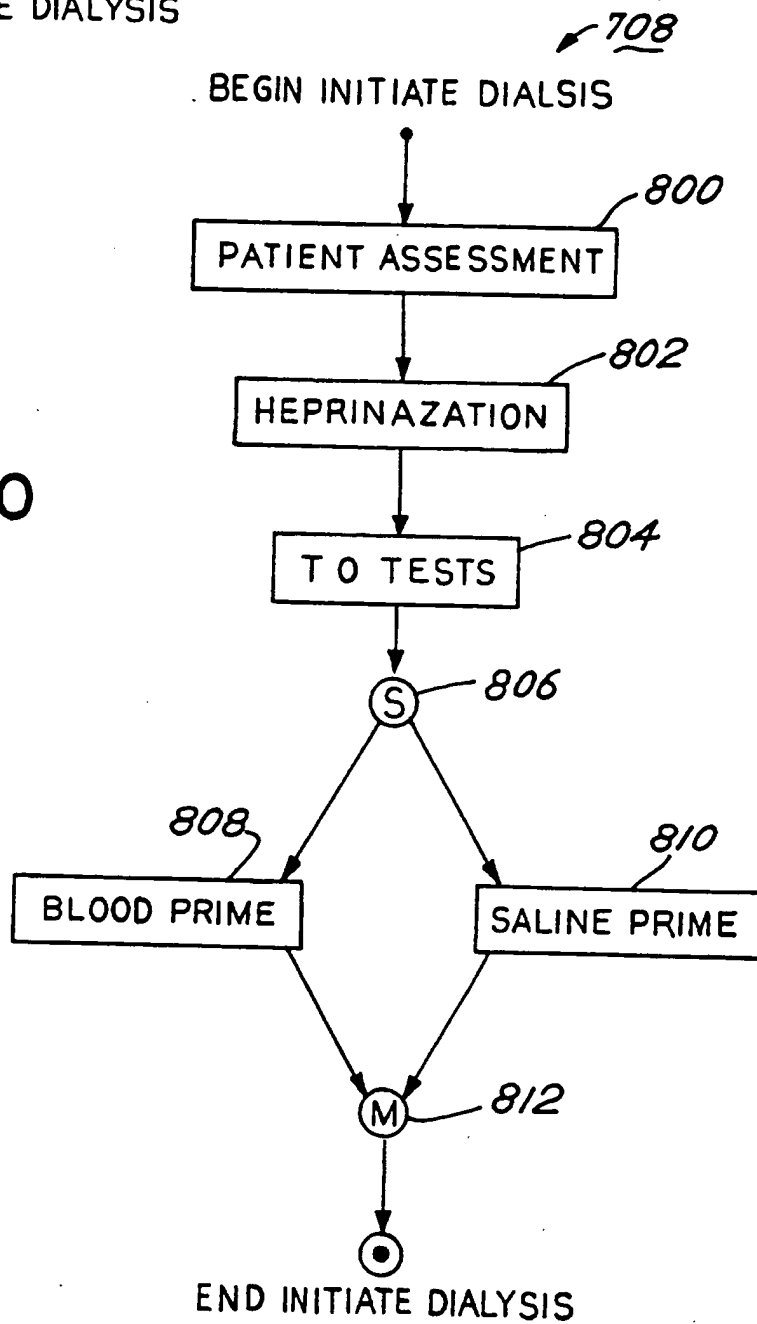 E DIALYSIS
708
BEGIN INITIATE DIALSIS
800
PATIENT ASSESSMENT
802
HEPRINAZATION
804
T O TESTS
S
806
808
BLOOD PRIME
810
SALINE PRIME
M
812
END INITIATE DIALYSIS